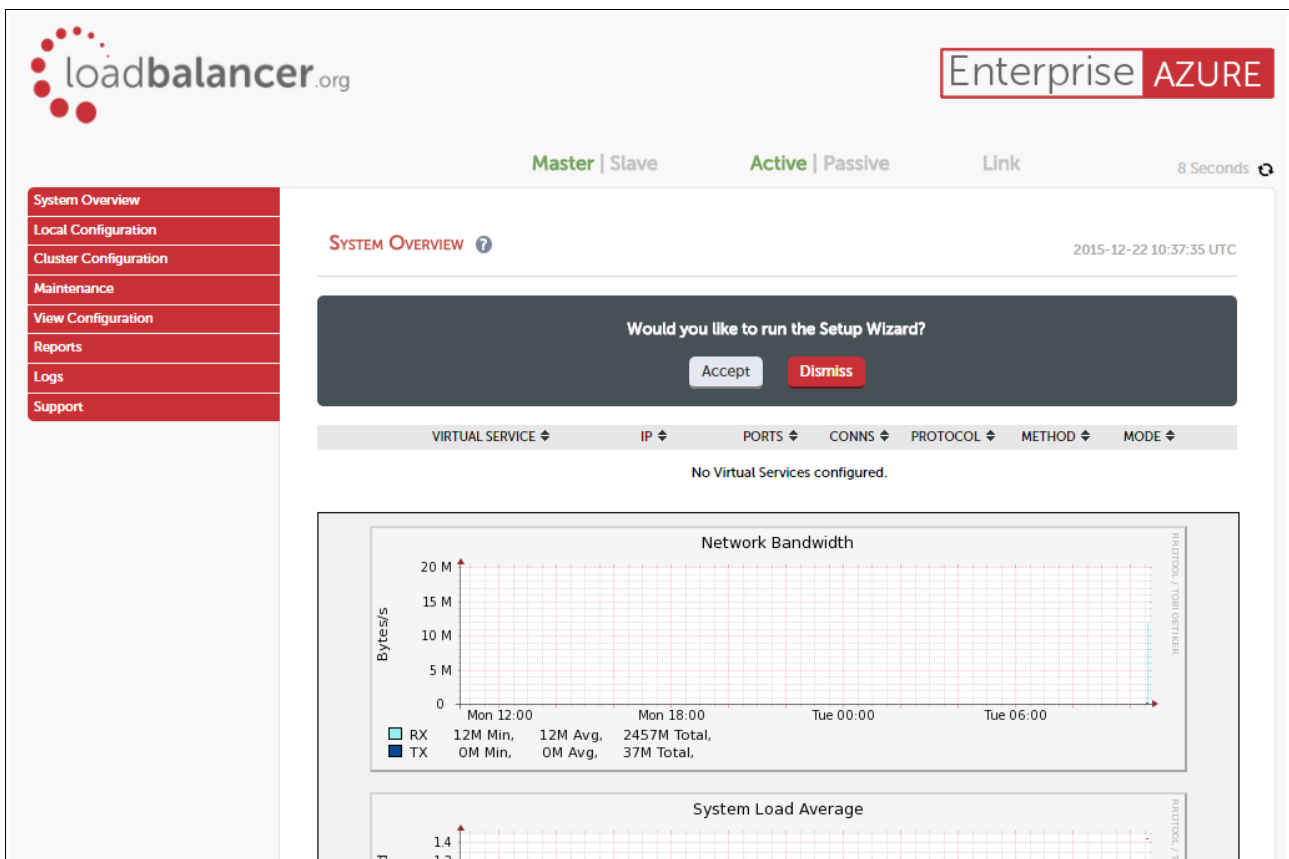 loadbalancer.org
Enterprise AZURE
Master | Slave
Active | Passive
Link
8 Seconds
System Overview
Local Configuration
Cluster Configuration
Maintenance
View Configuration
Reports
Logs
Support
SYSTEM OVERVIEW ?
2015-12-22 10:37:35 UTC
Would you like to run the Setup Wizard?
Accept Dismiss
VIRTUAL SERVICE IP PORTS CONNS PROTOCOL METHOD MODE
No Virtual Services configured.
Network Bandwidth
RRDTOOL / TOBI OETIKER
Bytes/s
20 M
15 M
10 M
5 M
0
Mon 12:00 Mon 18:00 Tue 00:00 Tue 06:00
RX 12M Min, 12M Avg, 2457M Total,
TX 0M Min, 0M Avg, 37M Total,
System Load Average
RRDTOOL / T
1.4